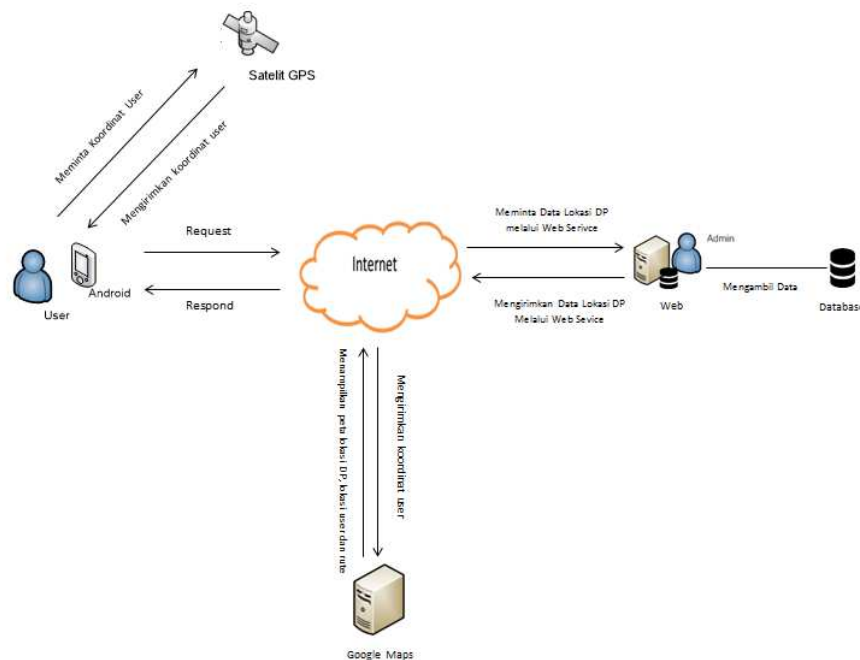 Satelit GPS
Meminta Koordinat User
Mengirimkan koordinat user
Request
Respond
User
Android
Internet
Meminta Data Lokasi DP
melalui Web Serivce
Mengirimkan Data Lokasi DP
Melalui Web Sevice
Admin
Web
Mengambil Data
Database
Menampilkan peta lokasi DP, lokasi user dan rute
Mengirimkan koordinat user
Google Maps